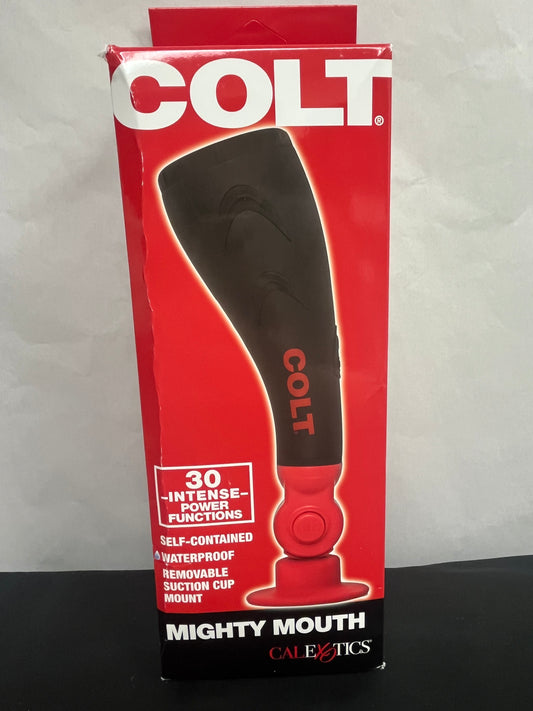 COLT®
COLT
30
-INTENSE-
POWER
FUNCTIONS
SELF-CONTAINED
WATERPROOF
REMOVABLE
SUCTION CUP
MOUNT
MIGHTY MOUTH
CALEXOTICS®